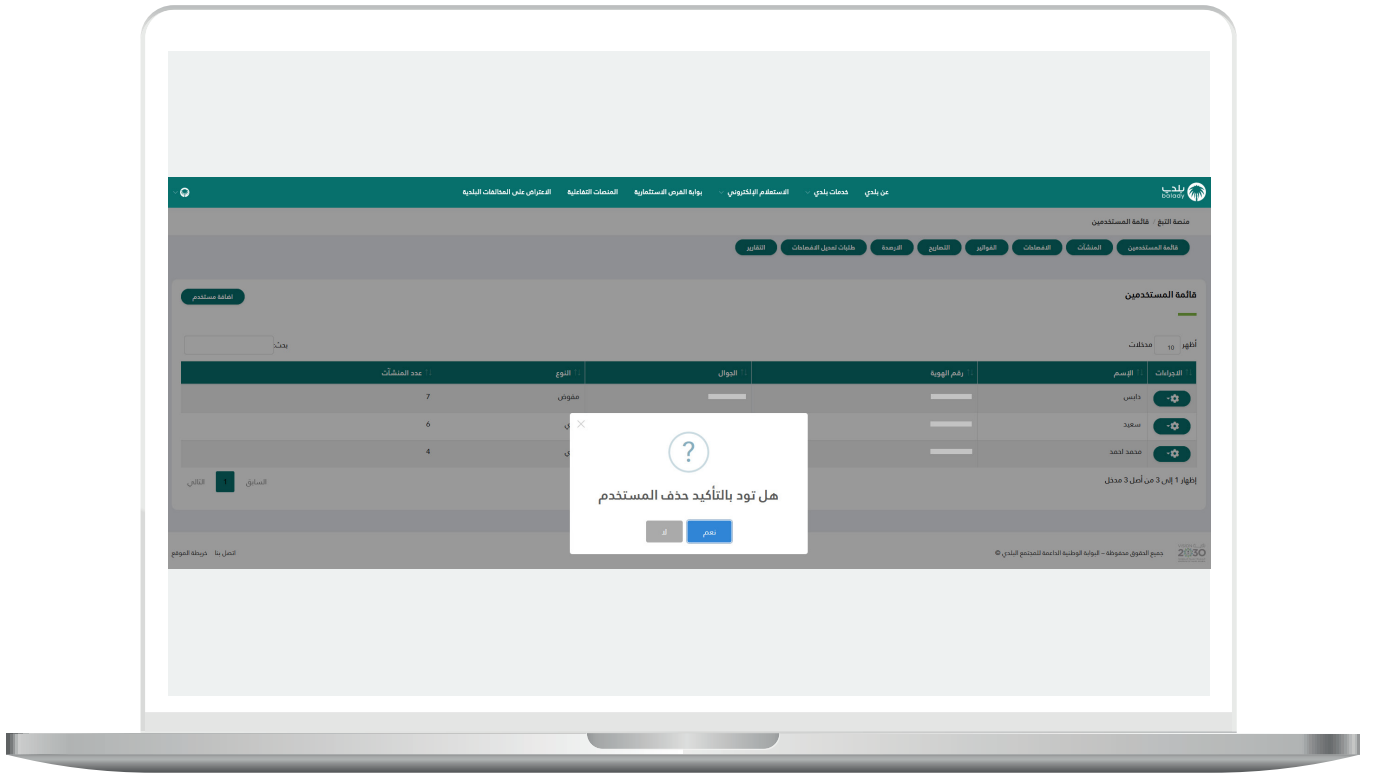 بلدي
balady
عن بلدي
خدمات بلدي
الاستعلام الإلكتروني
بوابة الفرص الاستثمارية
المنصات التفاعلية
الاعتراض على المخالفات البلدية
منصة التبغ / قائمة المستخدمين
قائمة المستخدمين
المنشآت
الافصاحات
الفواتير
التصاريح
الارصدة
طلبات تعديل الافصاحات
التقارير
قائمة المستخدمين
اضافة مستخدم
أظهر 10 مدخلات
بحث:
الاجراءات الإسم رقم الهوية الجوال النوع عدد المنشآت
دابس مفوض 7
سعيد 6
محمد احمد 4
هل تود بالتأكيد حذف المستخدم
نعم
لا
إظهار 1 إلى 3 من أصل 3 مدخل
السابق 1 التالي
2030
جميع الحقوق محفوظة – البوابة الوطنية الداعمة للمجتمع البلدي ©
اتصل بنا خريطة الموقع